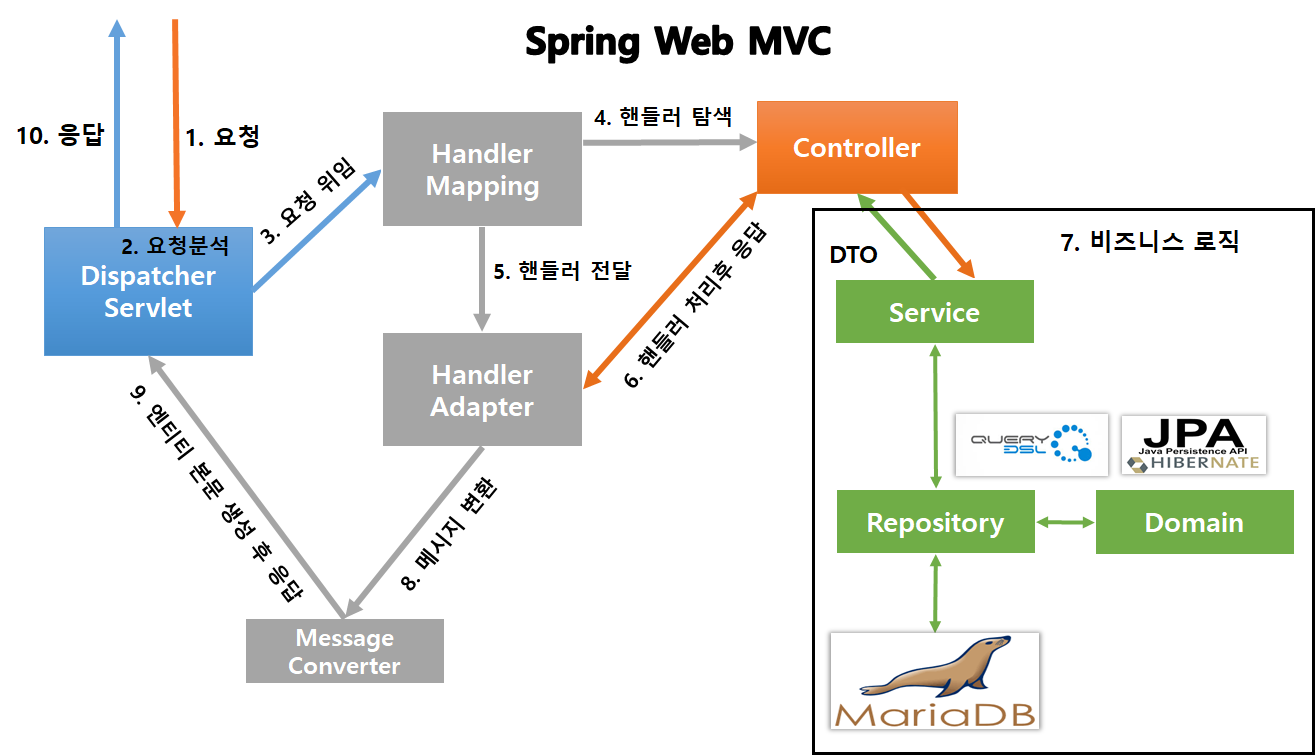 Spring Web MVC
10. 응답
1. 요청
2. 요청분석
Dispatcher
Servlet
3. 요청 위임
Handler
Mapping
4. 핸들러 탐색
Controller
5. 핸들러 전달
Handler
Adapter
6. 핸들러 처리후 응답
7. 비즈니스 로직
DTO
Service
QUERY
DSL
JPA
Java Persistence API
HIBERNATE
Repository
Domain
MariaDB
8. 메시지 변환
Message
Converter
9. 엔티티 본문 생성 후 응답